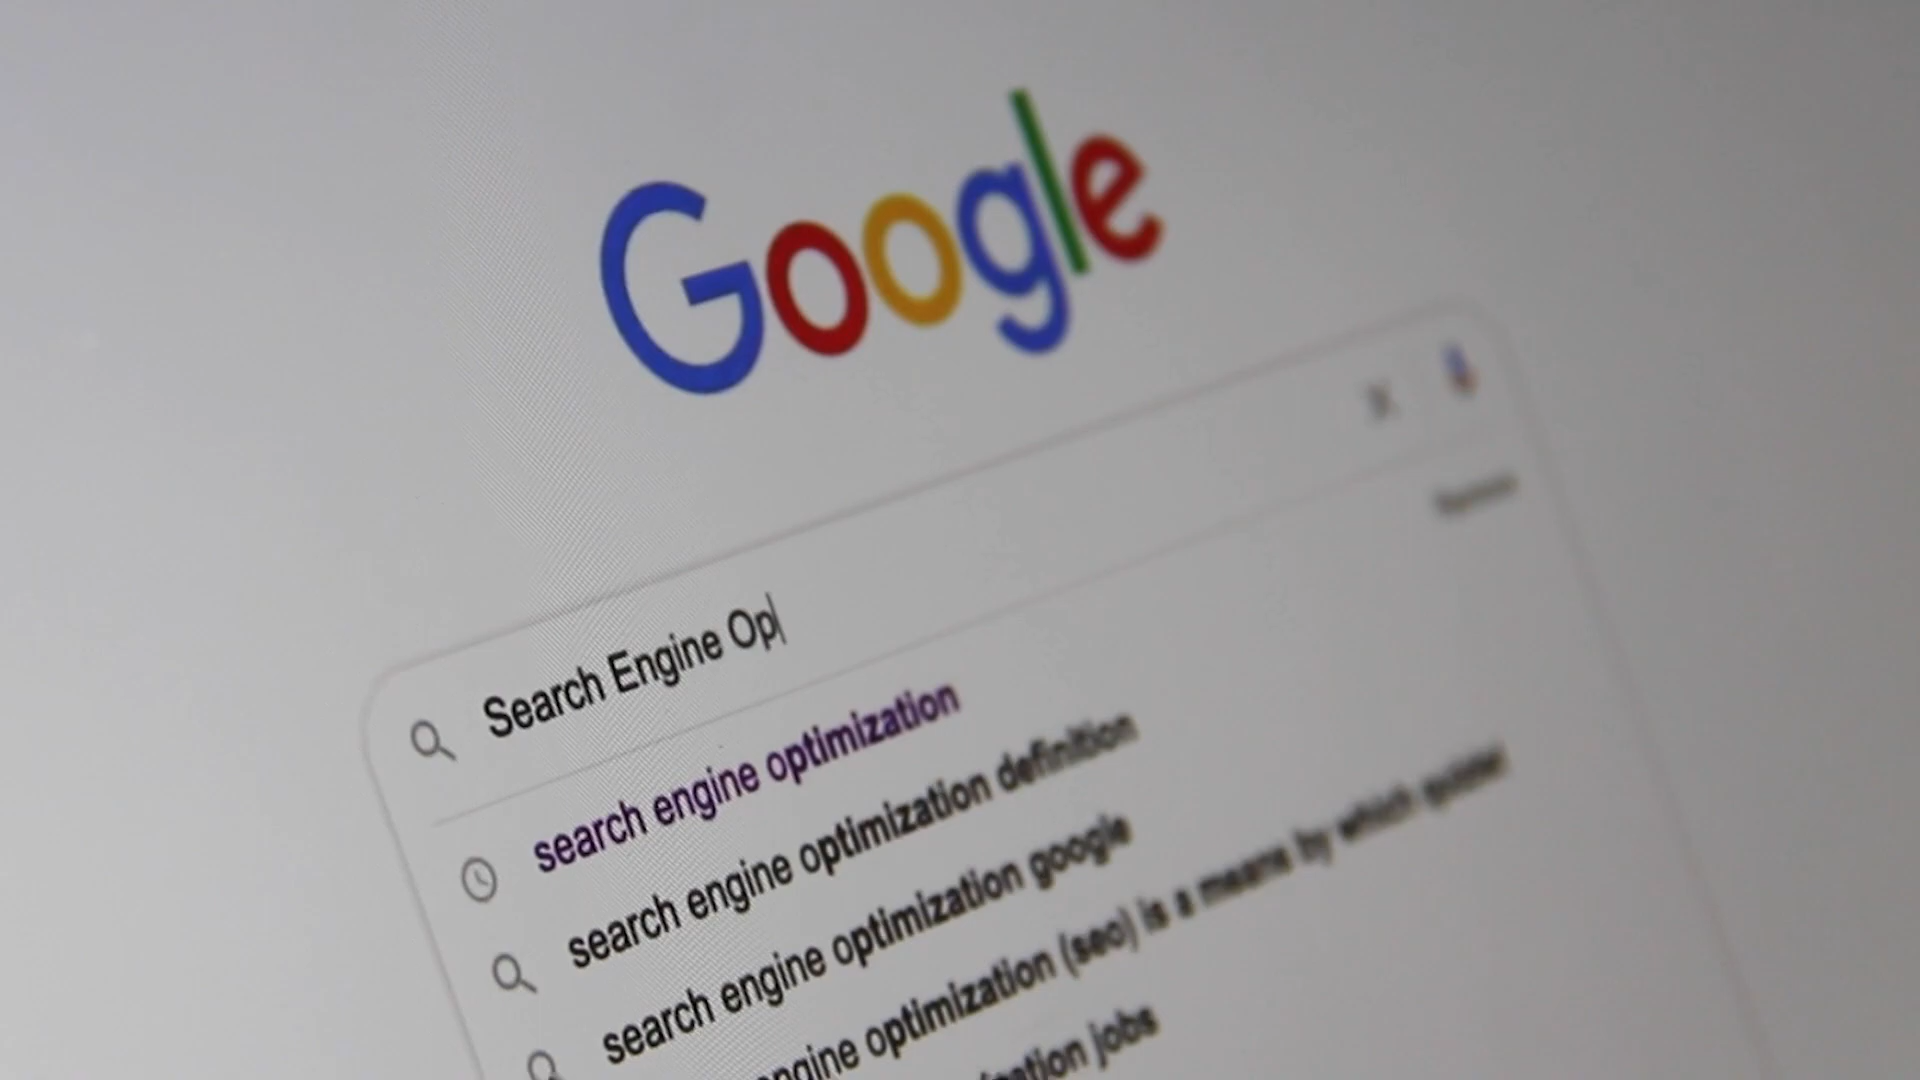 Google
Search Engine Op
search engine optimization
search engine optimization definition
search engine optimization google
engine optimization (seo) is a means by which
jobs